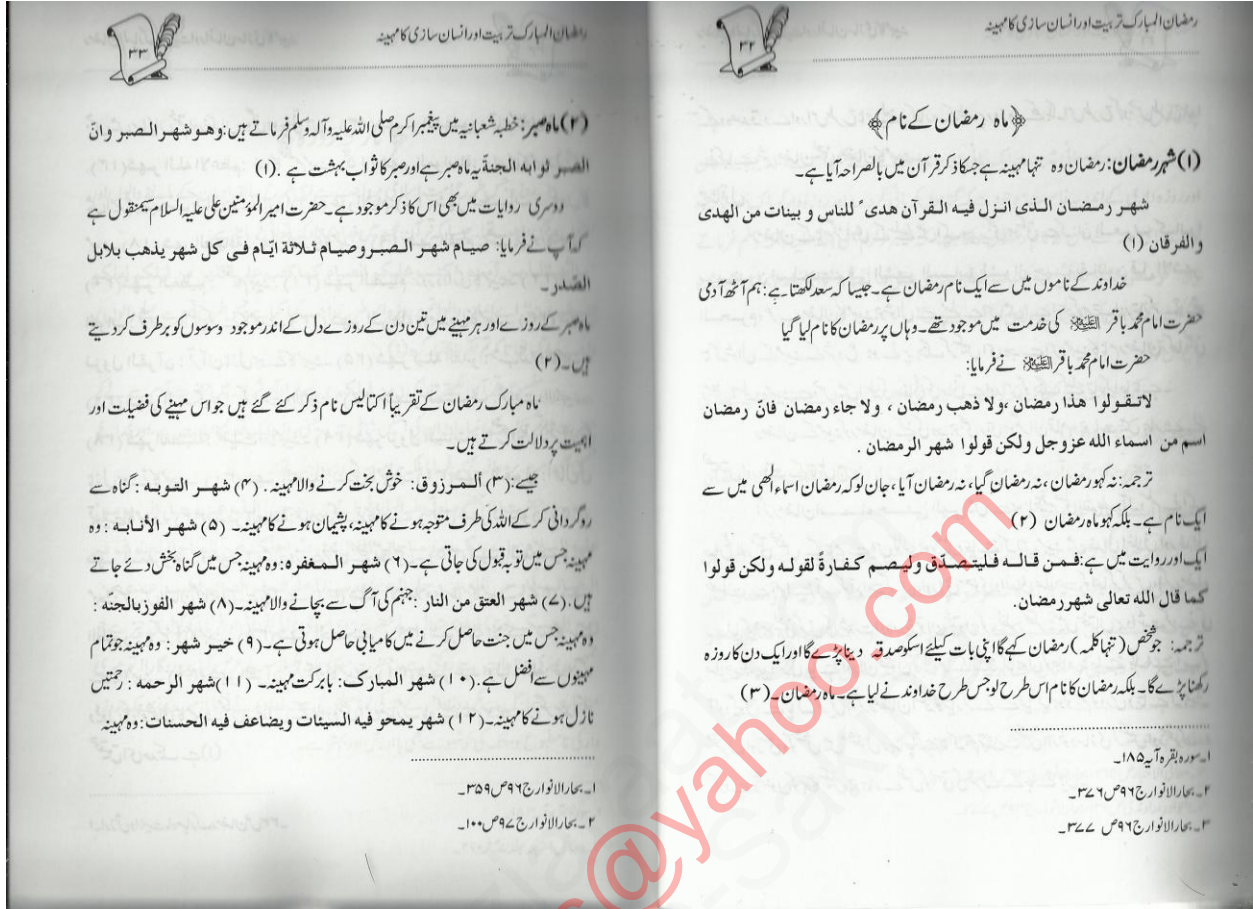 رمضان المبارک تربیت اور انسان سازی کا مہینہ
۳۲
﴿ماہ رمضان کے نام﴾
(۱) شہر رمضان: رمضان وہ تنہا مہینہ ہے جسکا ذکر قرآن میں بالصراحہ آیا ہے۔
شهر رمضان الذی انزل فیه القرآن هدیً للناس و بینات من الهدی
والفرقان (۱)
خداوند کے ناموں میں سے ایک نام رمضان ہے۔ جیسا کہ سعد لکھتا ہے: ہم آٹھ آدمی
حضرت امام محمد باقر علیہ السلام کی خدمت میں موجود تھے۔ وہاں پر رمضان کا نام لیا گیا
حضرت امام محمد باقر علیہ السلام نے فرمایا:
لاتقولوا هذا رمضان ،ولا ذهب رمضان ، ولا جاء رمضان فانّ رمضان
اسم من اسماء الله عزوجل ولکن قولوا شهر الرمضان .
ترجمہ: نہ کہو رمضان، نہ رمضان گیا، نہ رمضان آیا، جان لو کہ رمضان اسماء الٰھی میں سے
ایک نام ہے۔ بلکہ کہو ماہ رمضان (۲)
ایک اور روایت میں ہے: فمن قاله فلیتصدّق ولیصم کفارةً لقوله ولکن قولوا
کما قال الله تعالی شهر رمضان.
ترجمہ: جو شخص (تنہا کلمہ) رمضان کہے گا اپنی بات کیلئے اسکو صدقہ دینا پڑے گا اور ایک دن کا روزہ
رکھنا پڑے گا۔ بلکہ رمضان کا نام اس طرح لو جس طرح خداوند نے لیا ہے۔ ماہ رمضان۔ (۳)
۱۔ سورہ بقرہ آیہ ۱۸۵۔
۲۔ بحار الانوار ج ۹۶ ص ۳۷۶۔
۳۔ بحار الانوار ج ۹۶ ص ۳۷۷۔
رمضان المبارک تربیت اور انسان سازی کا مہینہ
۳۳
(۲) ماہ صبر: خطبہ شعبانیہ میں پیغمبر اکرم صلی اللہ علیہ و آلہ وسلم فرماتے ہیں: وهو شهر الصبر وانّ
الصبر ثوابه الجنةّ یہ ماہ صبر ہے اور صبر کا ثواب بہشت ہے .(۱)
دوسری روایات میں بھی اس کا ذکر موجود ہے۔ حضرت امیر المؤمنین علی علیہ السلام سیمنقول ہے
کہ آپ نے فرمایا: صیام شهر الصبر وصیام ثلاثة ایّام فی کل شهر یذهب بلابل
الصّدر۔
ماہ صبر کے روزے اور ہر مہینے میں تین دن کے روزے دل کے اندر موجود وسوسوں کو برطرف کردیتے
ہیں۔ (۲)
ماہ مبارک رمضان کے تقریباً اکتالیس نام ذکر کئے گئے ہیں جو اس مہینے کی فضیلت اور
اہمیت پر دلالت کرتے ہیں۔
جیسے: (۳) ألمرزوق: خوش بخت کرنے والا مہینہ. (۴) شهر التوبه: گناہ سے
روگردانی کر کے اللہ کی طرف متوجہ ہونے کا مہینہ، پشیمان ہونے کا مہینہ۔ (۵) شهر الأنابه: وہ
مہینہ جس میں توبہ قبول کی جاتی ہے۔ (۶) شهر المغفره: وہ مہینہ جس میں گناہ بخش دئے جاتے
ہیں. (۷) شهر العتق من النار: جہنم کی آگ سے بچانے والا مہینہ۔ (۸) شهر الفوز بالجنّه:
وہ مہینہ جس میں جنت حاصل کرنے میں کامیابی حاصل ہوتی ہے۔ (۹) خیر شهر: وہ مہینہ جو تمام
مہینوں سے افضل ہے. (۱۰) شهر المبارک: بابرکت مہینہ۔ (۱۱) شهر الرحمه: رحمتیں
نازل ہونے کا مہینہ۔ (۱۲) شهر یمحو فیه السیئات ویضاعف فیه الحسنات: وہ مہینہ
۱۔ بحار الانوار ج ۹۶ ص ۳۵۹۔
۲۔ بحار الانوار ج ۹۷ ص ۱۰۰۔
@yahoo.com